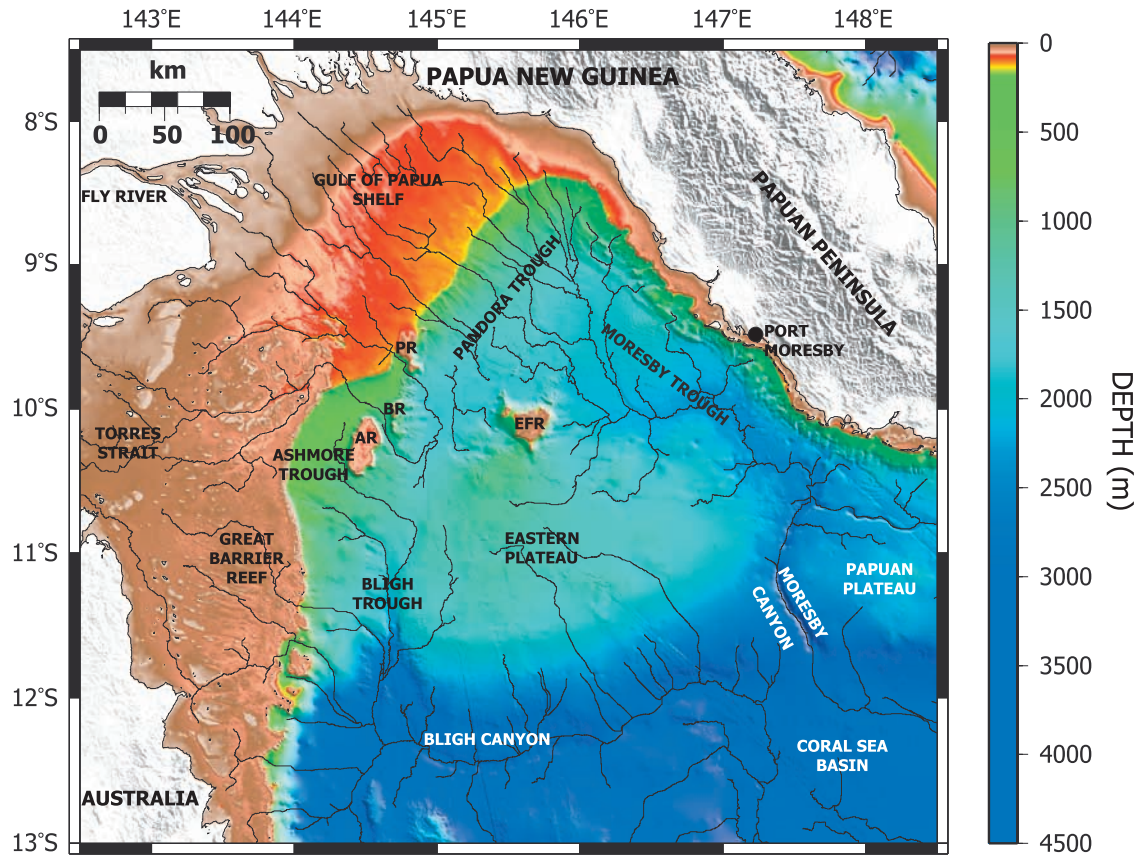 143°E
144°E
145°E
146°E
147°E
148°E
km
0
50
100
8°S
9°S
10°S
11°S
12°S
13°S
PAPUA NEW GUINEA
GULF OF PAPUA
SHELF
FLY RIVER
PAPUAN PENINSULA
PANDORA TROUGH
MORESBY TROUGH
PORT
MORESBY
PR
BR
AR
EFR
TORRES
STRAIT
ASHMORE
TROUGH
GREAT
BARRIER
REEF
EASTERN
PLATEAU
BLIGH
TROUGH
MORESBY
CANYON
PAPUAN
PLATEAU
BLIGH CANYON
CORAL SEA
BASIN
AUSTRALIA
0
500
1000
1500
2000
2500
3000
3500
4000
4500
DEPTH (m)